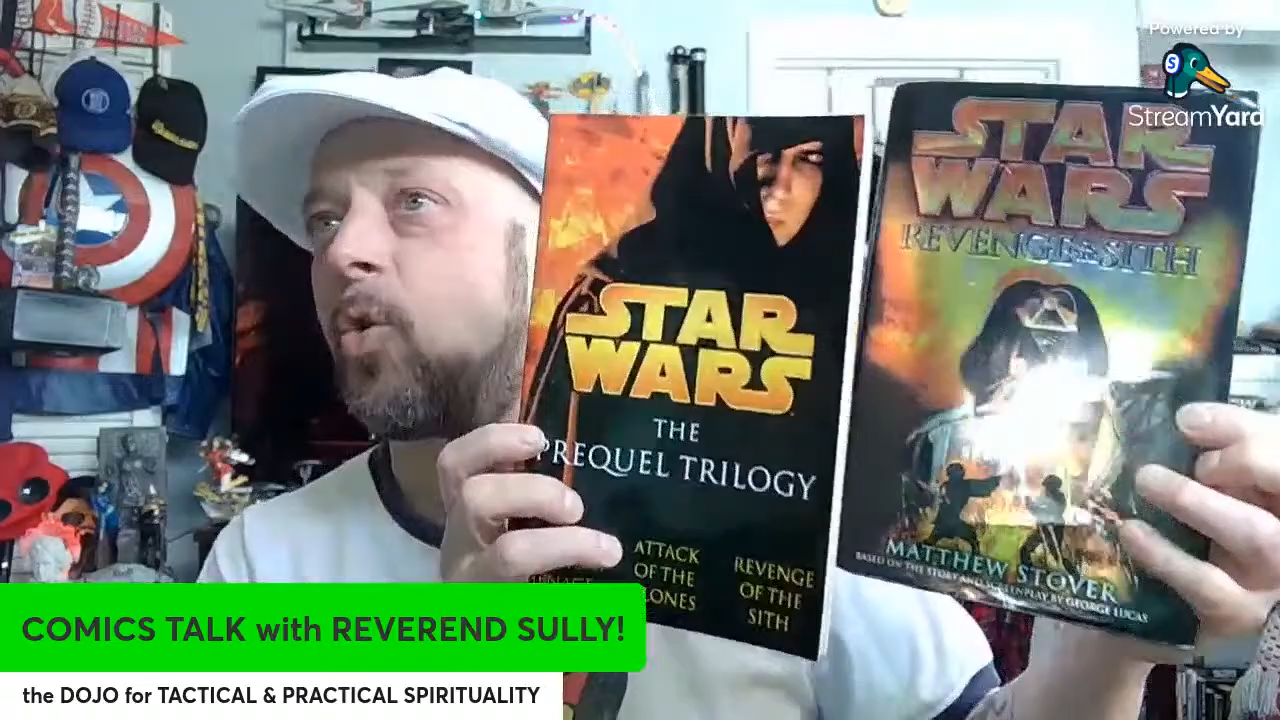 Powered by
StreamYard
STAR
WARS
THE
PREQUEL TRILOGY
ATTACK
OF THE
CLONES
REVENGE
OF THE
SITH
STAR
WARS
REVENGE OF THE SITH
MATTHEW STOVER
BASED ON THE STORY AND SCREENPLAY BY GEORGE LUCAS
COMICS TALK with REVEREND SULLY!
the DOJO for TACTICAL & PRACTICAL SPIRITUALITY